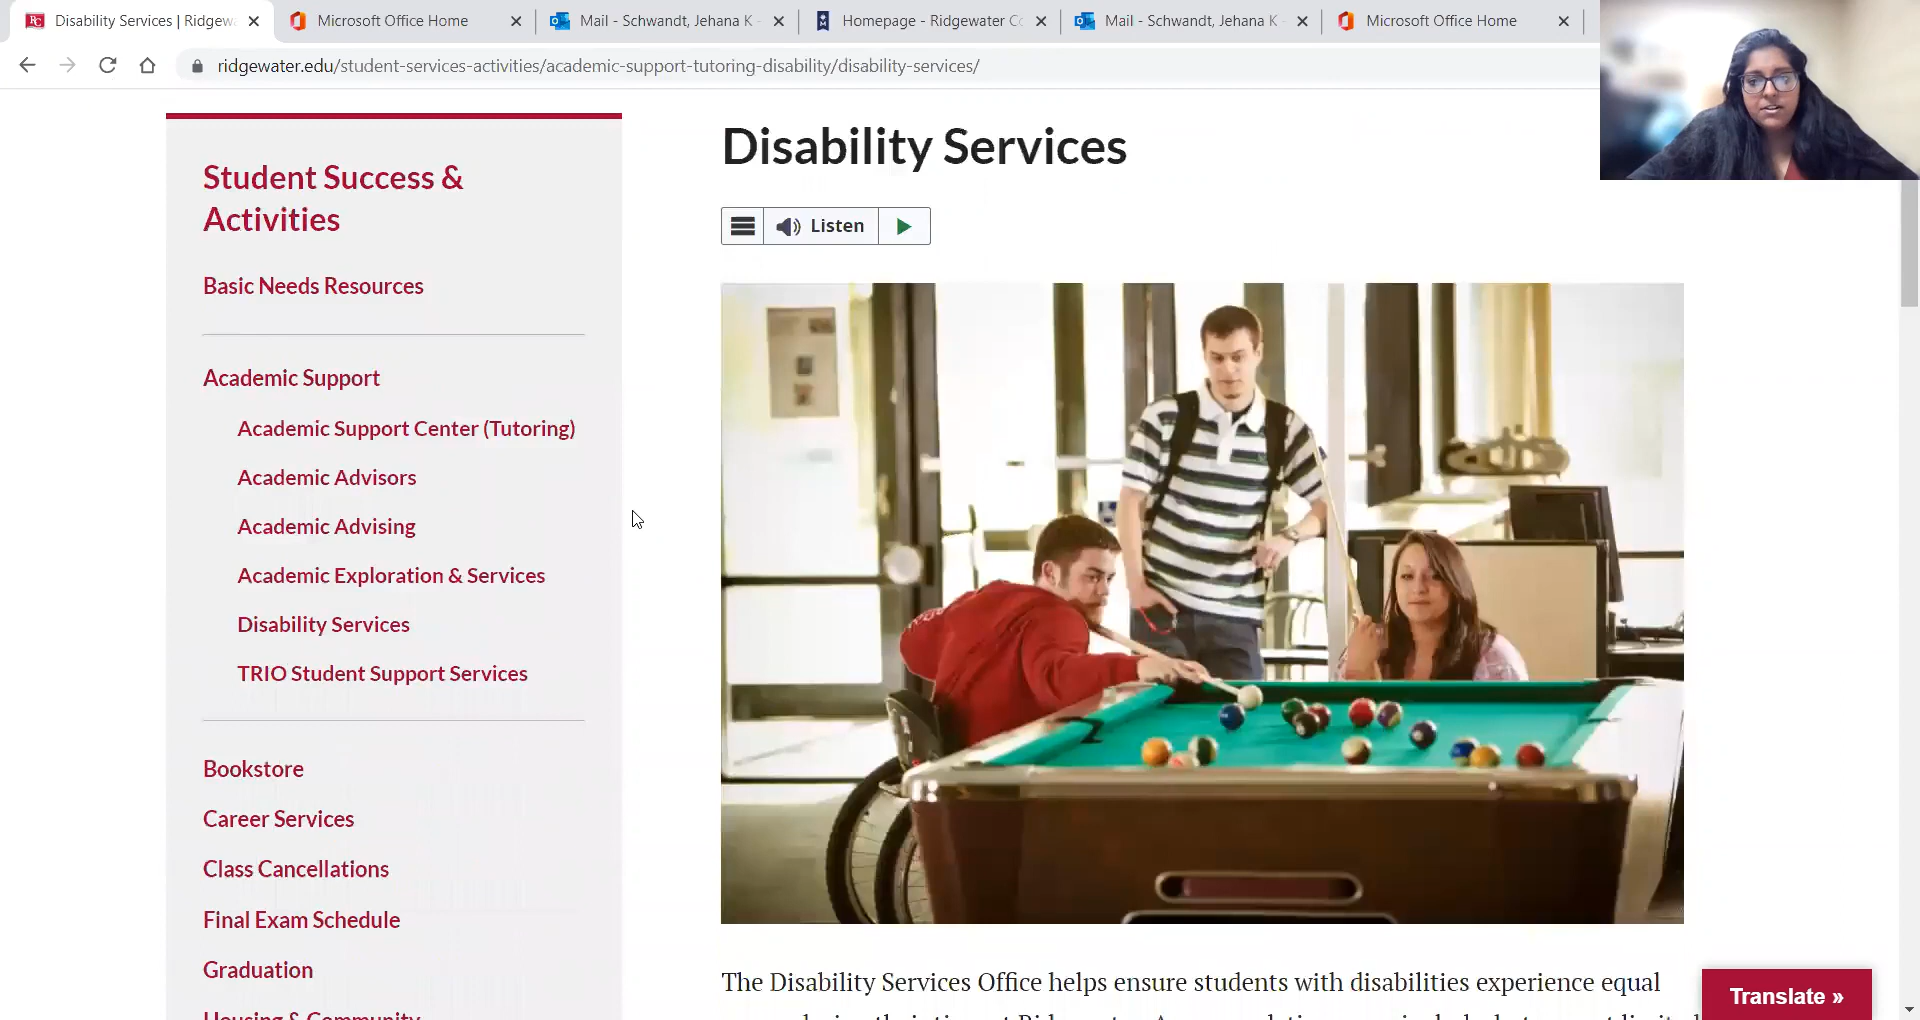 Disability Services | Ridgewa
Microsoft Office Home
Mail - Schwandt, Jehana K -
Homepage - Ridgewater Co
Mail - Schwandt, Jehana K -
Microsoft Office Home
ridgewater.edu/student-services-activities/academic-support-tutoring-disability/disability-services/
Student Success &
Activities
Basic Needs Resources
Academic Support
Academic Support Center (Tutoring)
Academic Advisors
Academic Advising
Academic Exploration & Services
Disability Services
TRIO Student Support Services
Bookstore
Career Services
Class Cancellations
Final Exam Schedule
Graduation
Housing & Community
Disability Services
Listen
The Disability Services Office helps ensure students with disabilities experience equal
Translate »